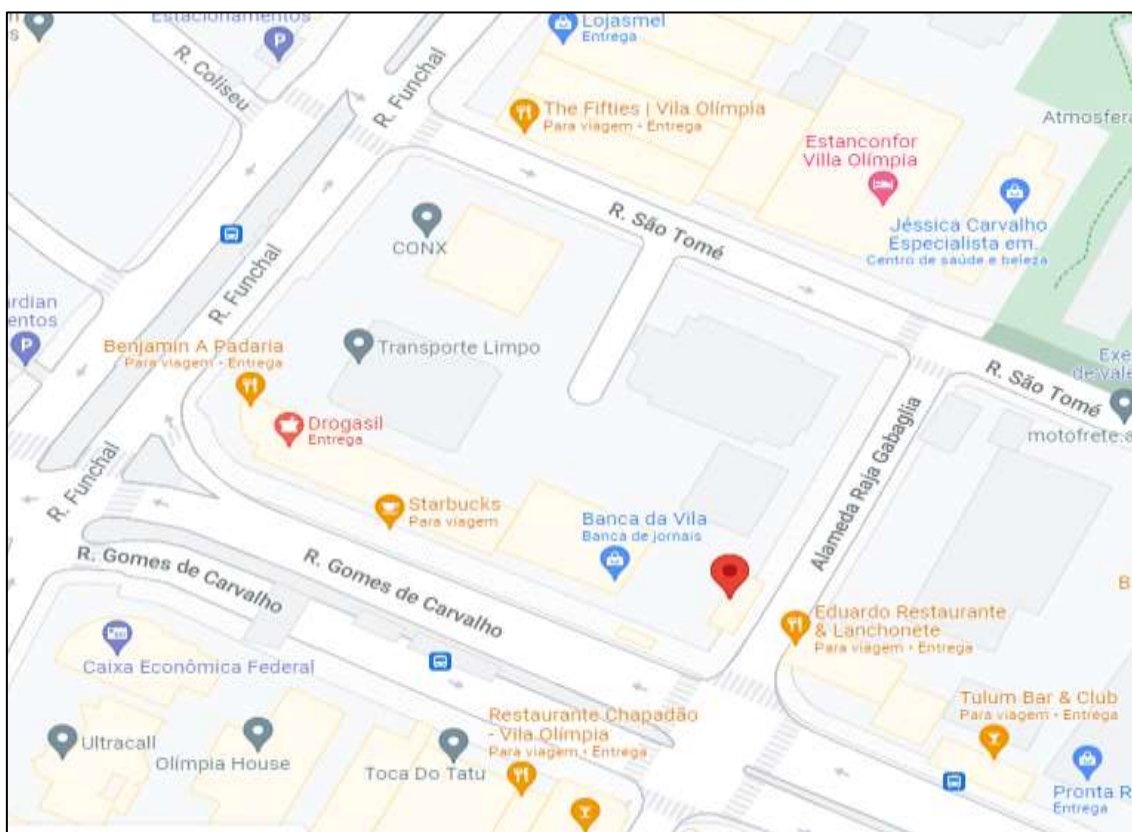 Estacionamentos
R. Coliseu
R. Funchal
Lojasmel
Entrega
The Fifties | Vila Olímpia
Para viagem • Entrega
Atmosfera
Estanconfor
Villa Olímpia
Jéssica Carvalho
Especialista em...
Centro de saúde e beleza
R. São Tomé
CONX
R. Funchal
Transporte Limpo
Benjamin A Padaria
Para viagem • Entrega
Drogasil
Entrega
R. São Tomé
motofrete.a
Alameda Raja Gabaglia
R. Funchal
Starbucks
Para viagem
Banca da Vila
Banca de jornais
R. Gomes de Carvalho
R. Gomes de Carvalho
Eduardo Restaurante
& Lanchonete
Para viagem • Entrega
Caixa Econômica Federal
Tulum Bar & Club
Para viagem • Entrega
Restaurante Chapadão
- Vila Olímpia
Para viagem • Entrega
Ultracall
Olímpia House
Toca Do Tatu
Pronta R
Entrega